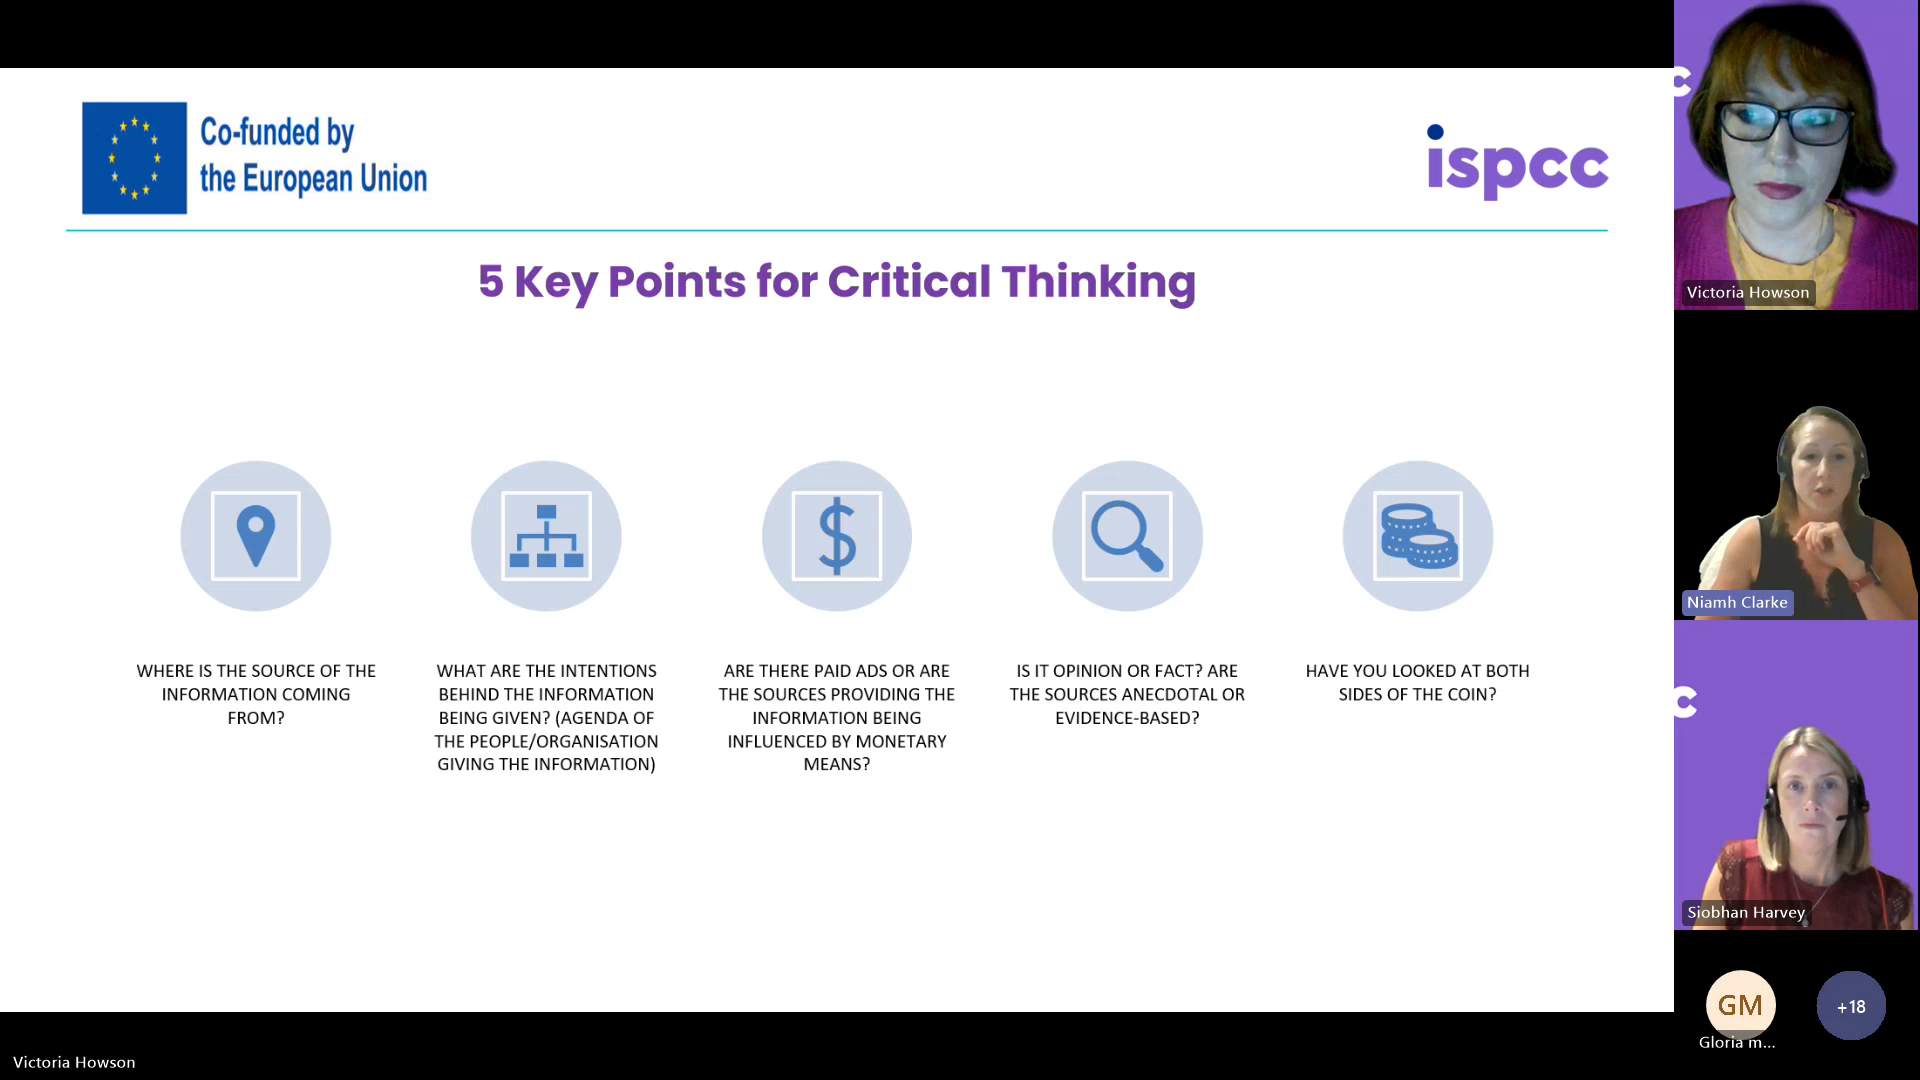 Co-funded by
the European Union
ispcc
5 Key Points for Critical Thinking
WHERE IS THE SOURCE OF THE
INFORMATION COMING
FROM?
WHAT ARE THE INTENTIONS
BEHIND THE INFORMATION
BEING GIVEN? (AGENDA OF
THE PEOPLE/ORGANISATION
GIVING THE INFORMATION)
$
ARE THERE PAID ADS OR ARE
THE SOURCES PROVIDING THE
INFORMATION BEING
INFLUENCED BY MONETARY
MEANS?
IS IT OPINION OR FACT? ARE
THE SOURCES ANECDOTAL OR
EVIDENCE-BASED?
HAVE YOU LOOKED AT BOTH
SIDES OF THE COIN?
c
Victoria Howson
Niamh Clarke
c
Siobhan Harvey
GM
Gloria m...
+18
Victoria Howson